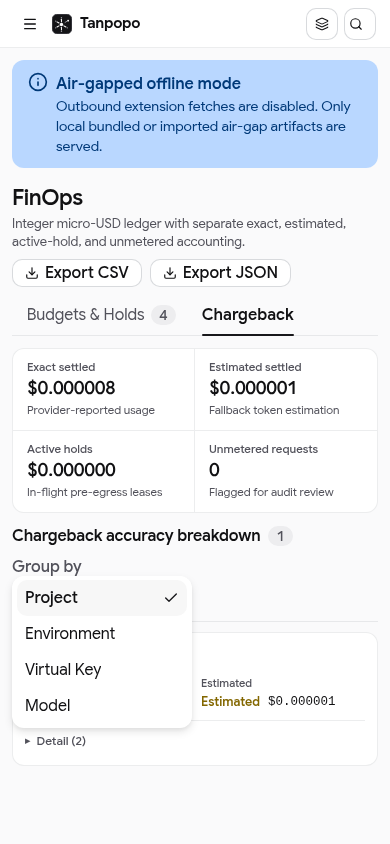 Tanpopo
Air-gapped offline mode
Outbound extension fetches are disabled. Only
local bundled or imported air-gap artifacts are
served.
FinOps
Integer micro-USD ledger with separate exact, estimated,
active-hold, and unmetered accounting.
Export CSV
Export JSON
Budgets & Holds 4
Chargeback
Exact settled
$0.000008
Provider-reported usage
Estimated settled
$0.000001
Fallback token estimation
Active holds
$0.000000
In-flight pre-egress leases
Unmetered requests
0
Flagged for audit review
Chargeback accuracy breakdown 1
Group by
Project
Environment
Virtual Key
Model
Estimated
Estimated $0.000001
Detail (2)